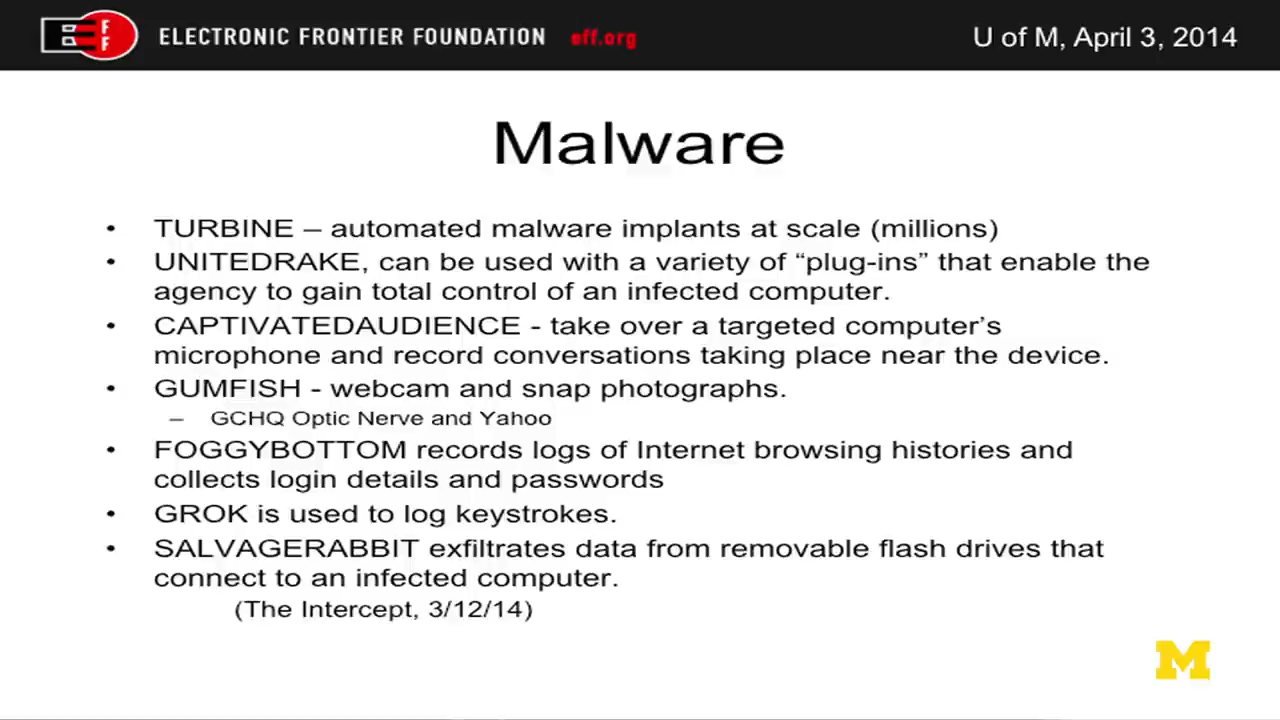 EFF ELECTRONIC FRONTIER FOUNDATION eff.org U of M, April 3, 2014
Malware
• TURBINE – automated malware implants at scale (millions)
• UNITEDRAKE, can be used with a variety of “plug-ins” that enable the
agency to gain total control of an infected computer.
• CAPTIVATEDAUDIENCE - take over a targeted computer’s
microphone and record conversations taking place near the device.
• GUMFISH - webcam and snap photographs.
– GCHQ Optic Nerve and Yahoo
• FOGGYBOTTOM records logs of Internet browsing histories and
collects login details and passwords
• GROK is used to log keystrokes.
• SALVAGERABBIT exfiltrates data from removable flash drives that
connect to an infected computer.
(The Intercept, 3/12/14)
M